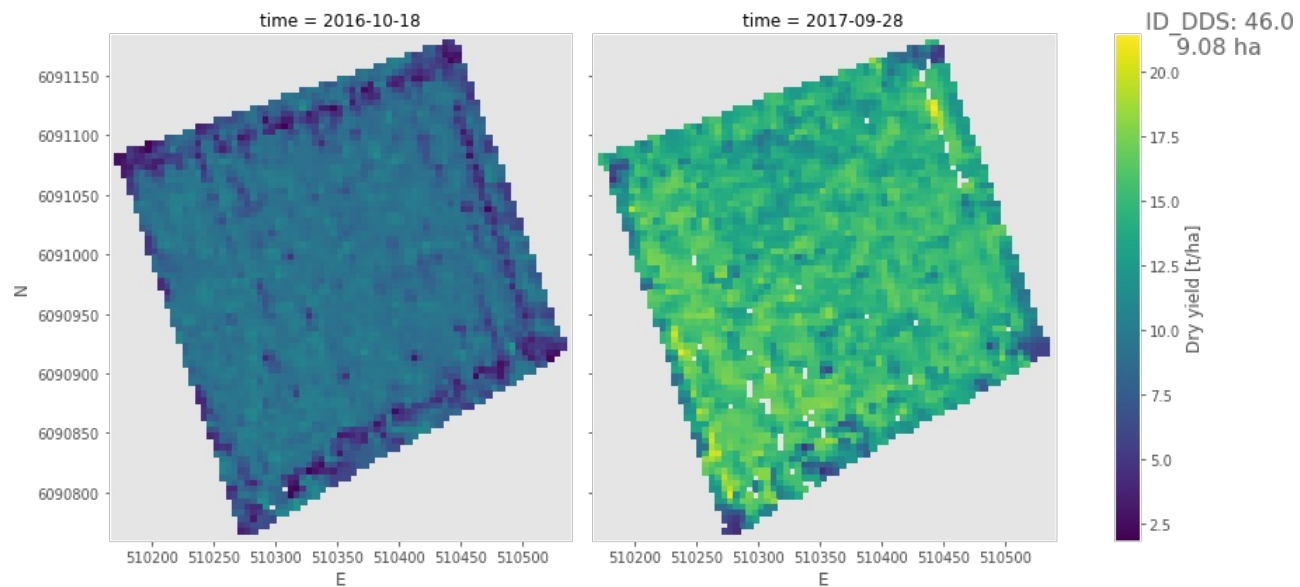 time = 2016-10-18
time = 2017-09-28
ID_DDS: 46.0
9.08 ha
6091150
6091100
6091050
6091000
6090950
6090900
6090850
6090800
N
510200 510250 510300 510350 510400 510450 510500
E
510200 510250 510300 510350 510400 510450 510500
E
20.0
17.5
15.0
12.5
10.0
7.5
5.0
2.5
Dry yield [t/ha]